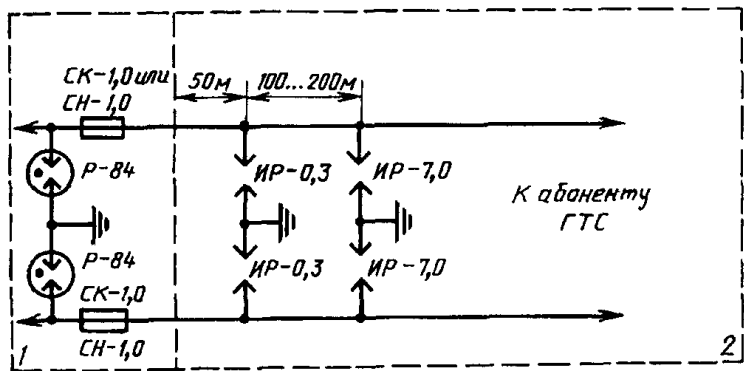 СК-1,0 или
СН-1,0
50м
100...200м
Р-84
ИР-0,3
ИР-7,0
К абоненту
ГТС
Р-84
ИР-0,3
ИР-7,0
СК-1,0
СН-1,0
1
2